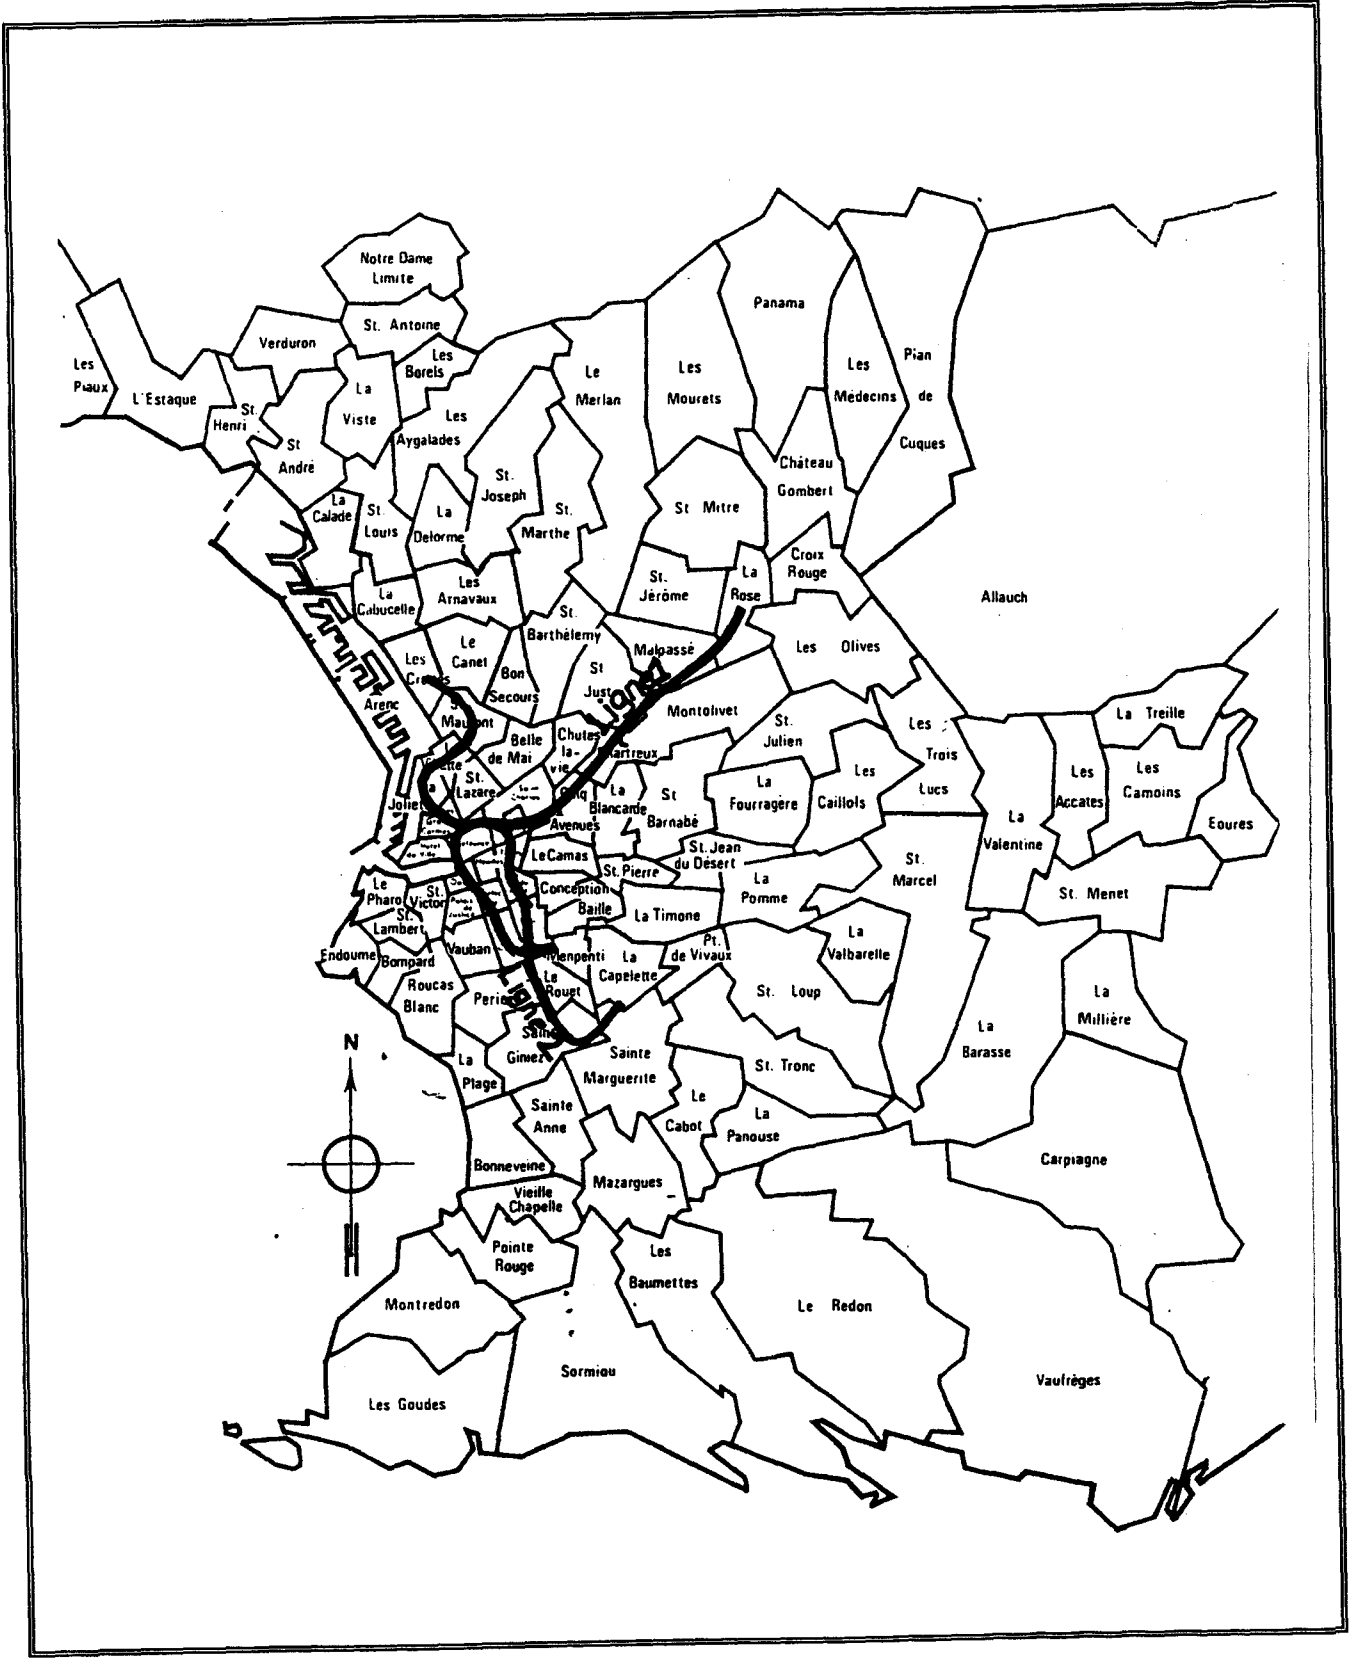 Notre Dame
Limite
St. Antoine
Verduron
Les
Borels
Les
Piaux
L'Estaque
St.
Henri
La
Viste
St
André
Les
Aygalades
Le
Merlan
Les
Mourets
Panama
Les
Médecins
Plan
de
Cuques
Château
Gombert
St.
Joseph
St.
Marthe
St Mitre
La
Calade
St.
Louis
La
Delorme
Croix
Rouge
La
Rose
St.
Jérôme
Allauch
La
Cabucelle
Les
Arnavaux
St.
Barthélemy
Malpassé
Les Olives
Le
Canet
Les
Bon
Secours
St
Just
Ligne 1
Montolivet
Arenc
Belle
de Mai
Chutes
la-
vie
St.
Julien
Les
Trois
Lucs
La Treille
St.
Lazare
La
Blancarde
St
Barnabé
La
Fourragère
Les
Caillols
La
Valentine
Les
Accates
Les
Camoins
Eoures
Avenues
Le Camas
St. Pierre
St. Jean
du Désert
La
Pomme
St.
Marcel
St. Menet
Le
Pharo
St.
Victor
St.
Lambert
Conception
Baille
La Timone
Endoume
Bompard
Vauban
Menpenti
La
Capelette
Pt.
de Vivaux
La
Valbarelle
Roucas
Blanc
Le
Rouet
St. Loup
La
Barasse
La
Millière
Ligne 2
N
La
Plage
Sainte
Marguerite
St. Tronc
Sainte
Anne
Le
Cabot
La
Panouse
Carpiagne
Bonneveine
Mazargues
Vieille
Chapelle
Pointe
Rouge
Les
Baumettes
Montredon
Le Redon
Sormiou
Vaufrèges
Les Goudes